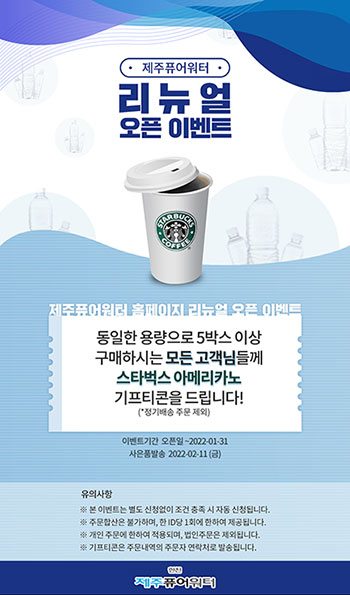 제주퓨어워터
리뉴얼
오픈 이벤트
STARBUCKS
COFFEE
제주퓨어워터 홈페이지 리뉴얼 오픈 이벤트
동일한 용량으로 5박스 이상
구매하시는 모든 고객님들께
스타벅스 아메리카노
기프티콘을 드립니다!
(*정기배송 주문 제외)
이벤트기간 오픈일 ~2022-01-31
사은품발송 2022-02-11 (금)
유의사항
※ 본 이벤트는 별도 신청없이 조건 충족 시 자동 신청됩니다.
※ 주문합산은 불가하며, 한 ID당 1회에 한하여 제공됩니다.
※ 개인 주문에 한하여 적용되며, 법인주문은 제외됩니다.
※ 기프티콘은 주문내역의 주문자 연락처로 발송됩니다.
한진
제주퓨어워터